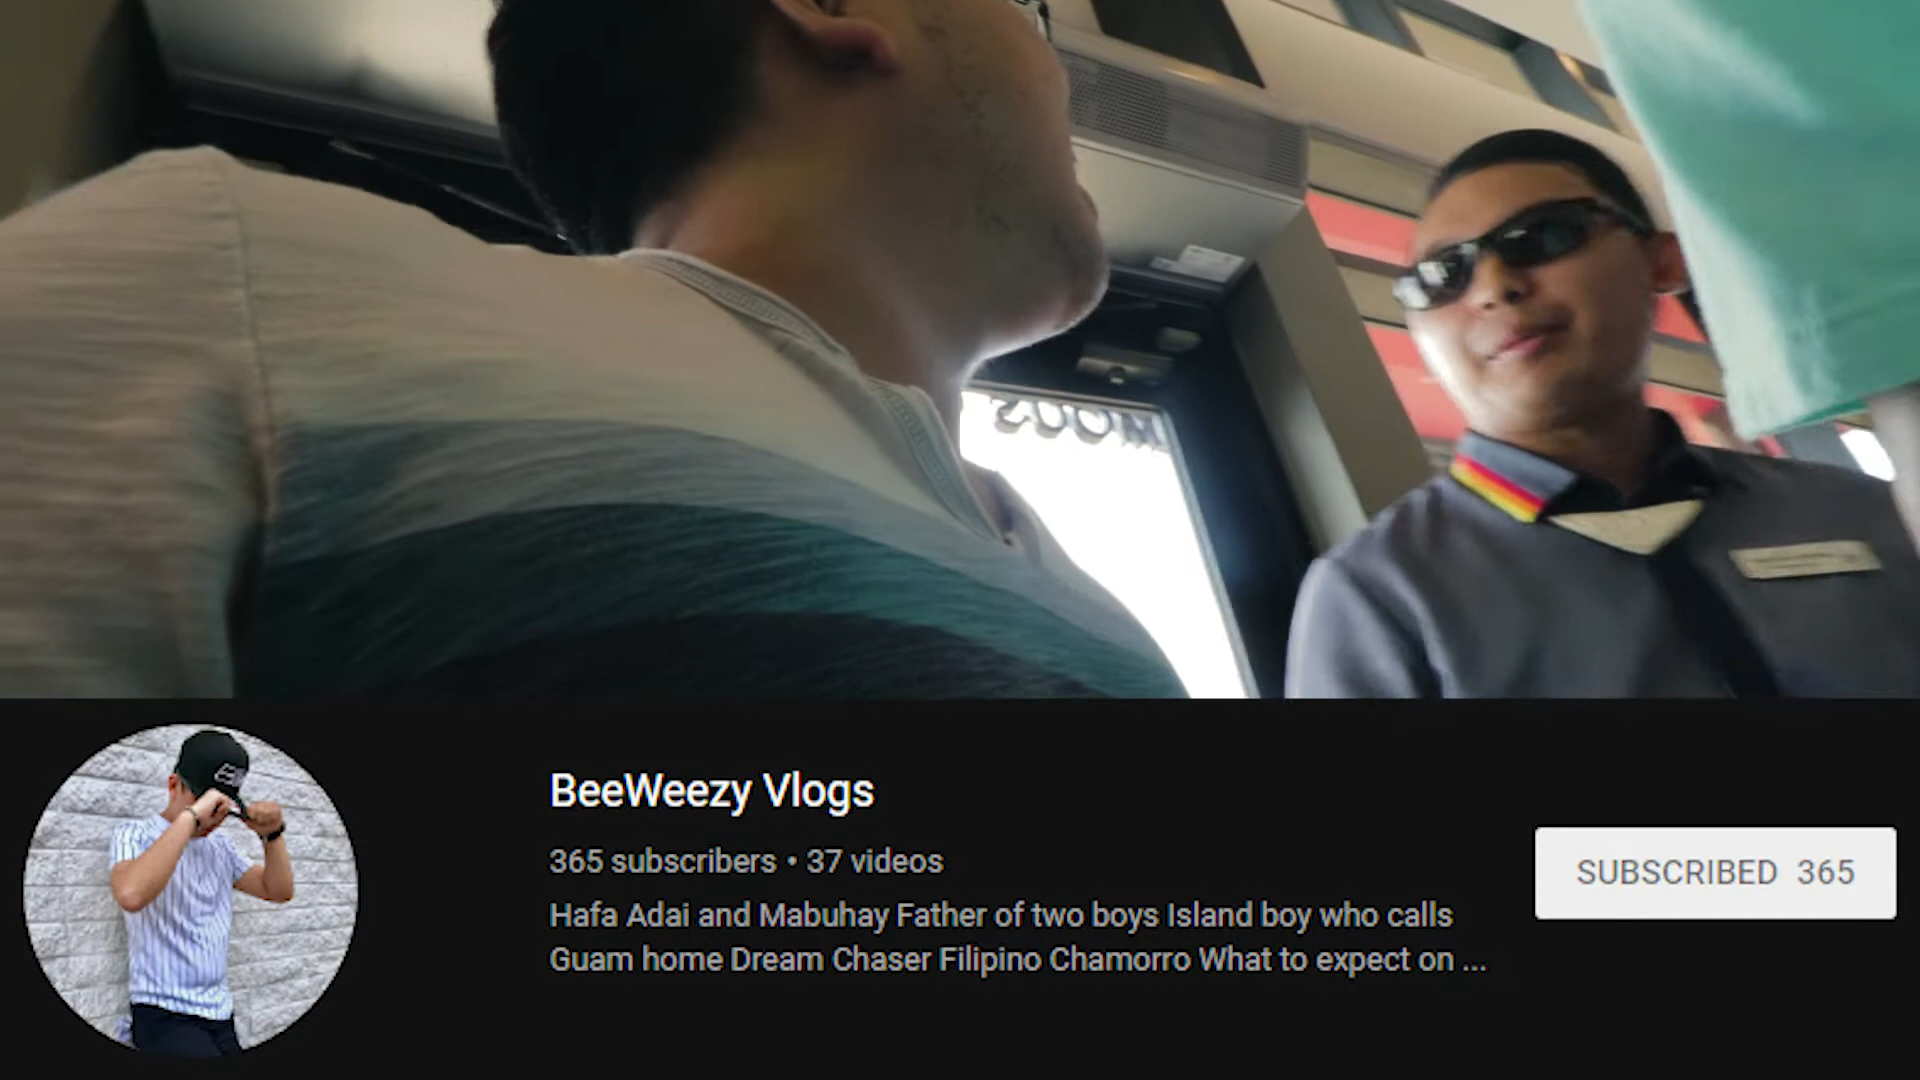 BeeWeezy Vlogs
365 subscribers • 37 videos
SUBSCRIBED 365
Hafa Adai and Mabuhay Father of two boys Island boy who calls
Guam home Dream Chaser Filipino Chamorro What to expect on ...